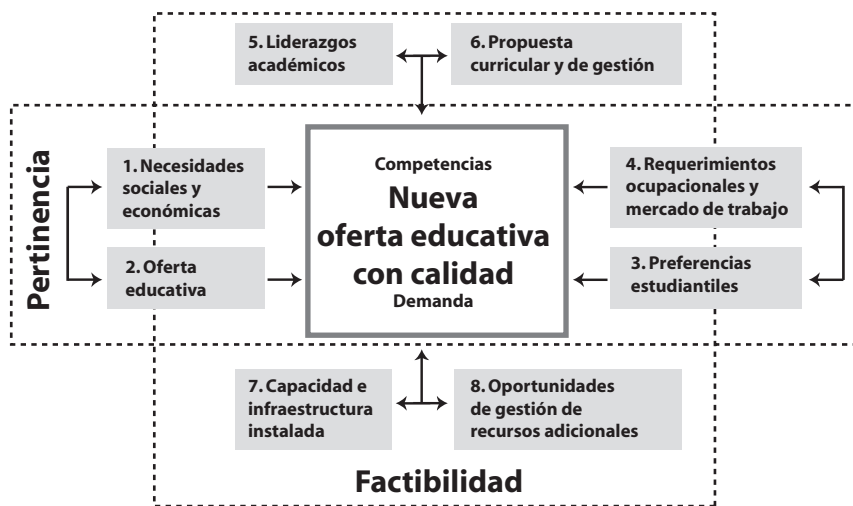 5. Liderazgos
académicos
6. Propuesta
curricular y de gestión
Pertinencia
1. Necesidades
sociales y
económicas
2. Oferta
educativa
Competencias
Nueva
oferta educativa
con calidad
Demanda
4. Requerimientos
ocupacionales y
mercado de trabajo
3. Preferencias
estudiantiles
7. Capacidad e
infraestructura
instalada
8. Oportunidades
de gestión de
recursos adicionales
Factibilidad